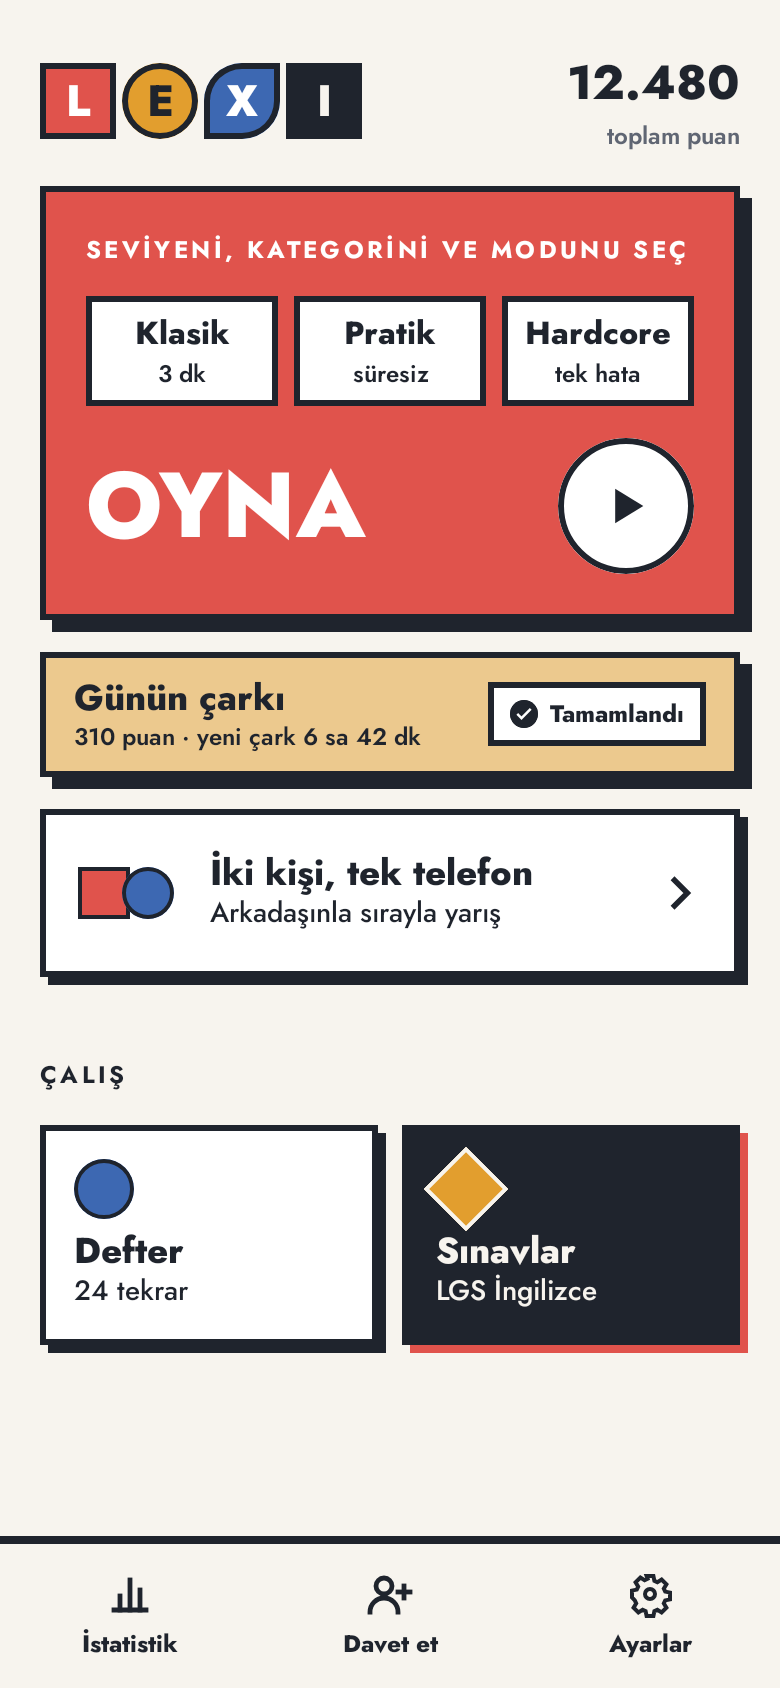 LEXI
12.480
toplam puan
SEVİYENİ, KATEGORİNİ VE MODUNU SEÇ
Klasik
3 dk
Pratik
süresiz
Hardcore
tek hata
OYNA
Günün çarkı
310 puan · yeni çark 6 sa 42 dk
Tamamlandı
İki kişi, tek telefon
Arkadaşınla sırayla yarış
ÇALIŞ
Defter
24 tekrar
Sınavlar
LGS İngilizce
İstatistik
Davet et
Ayarlar